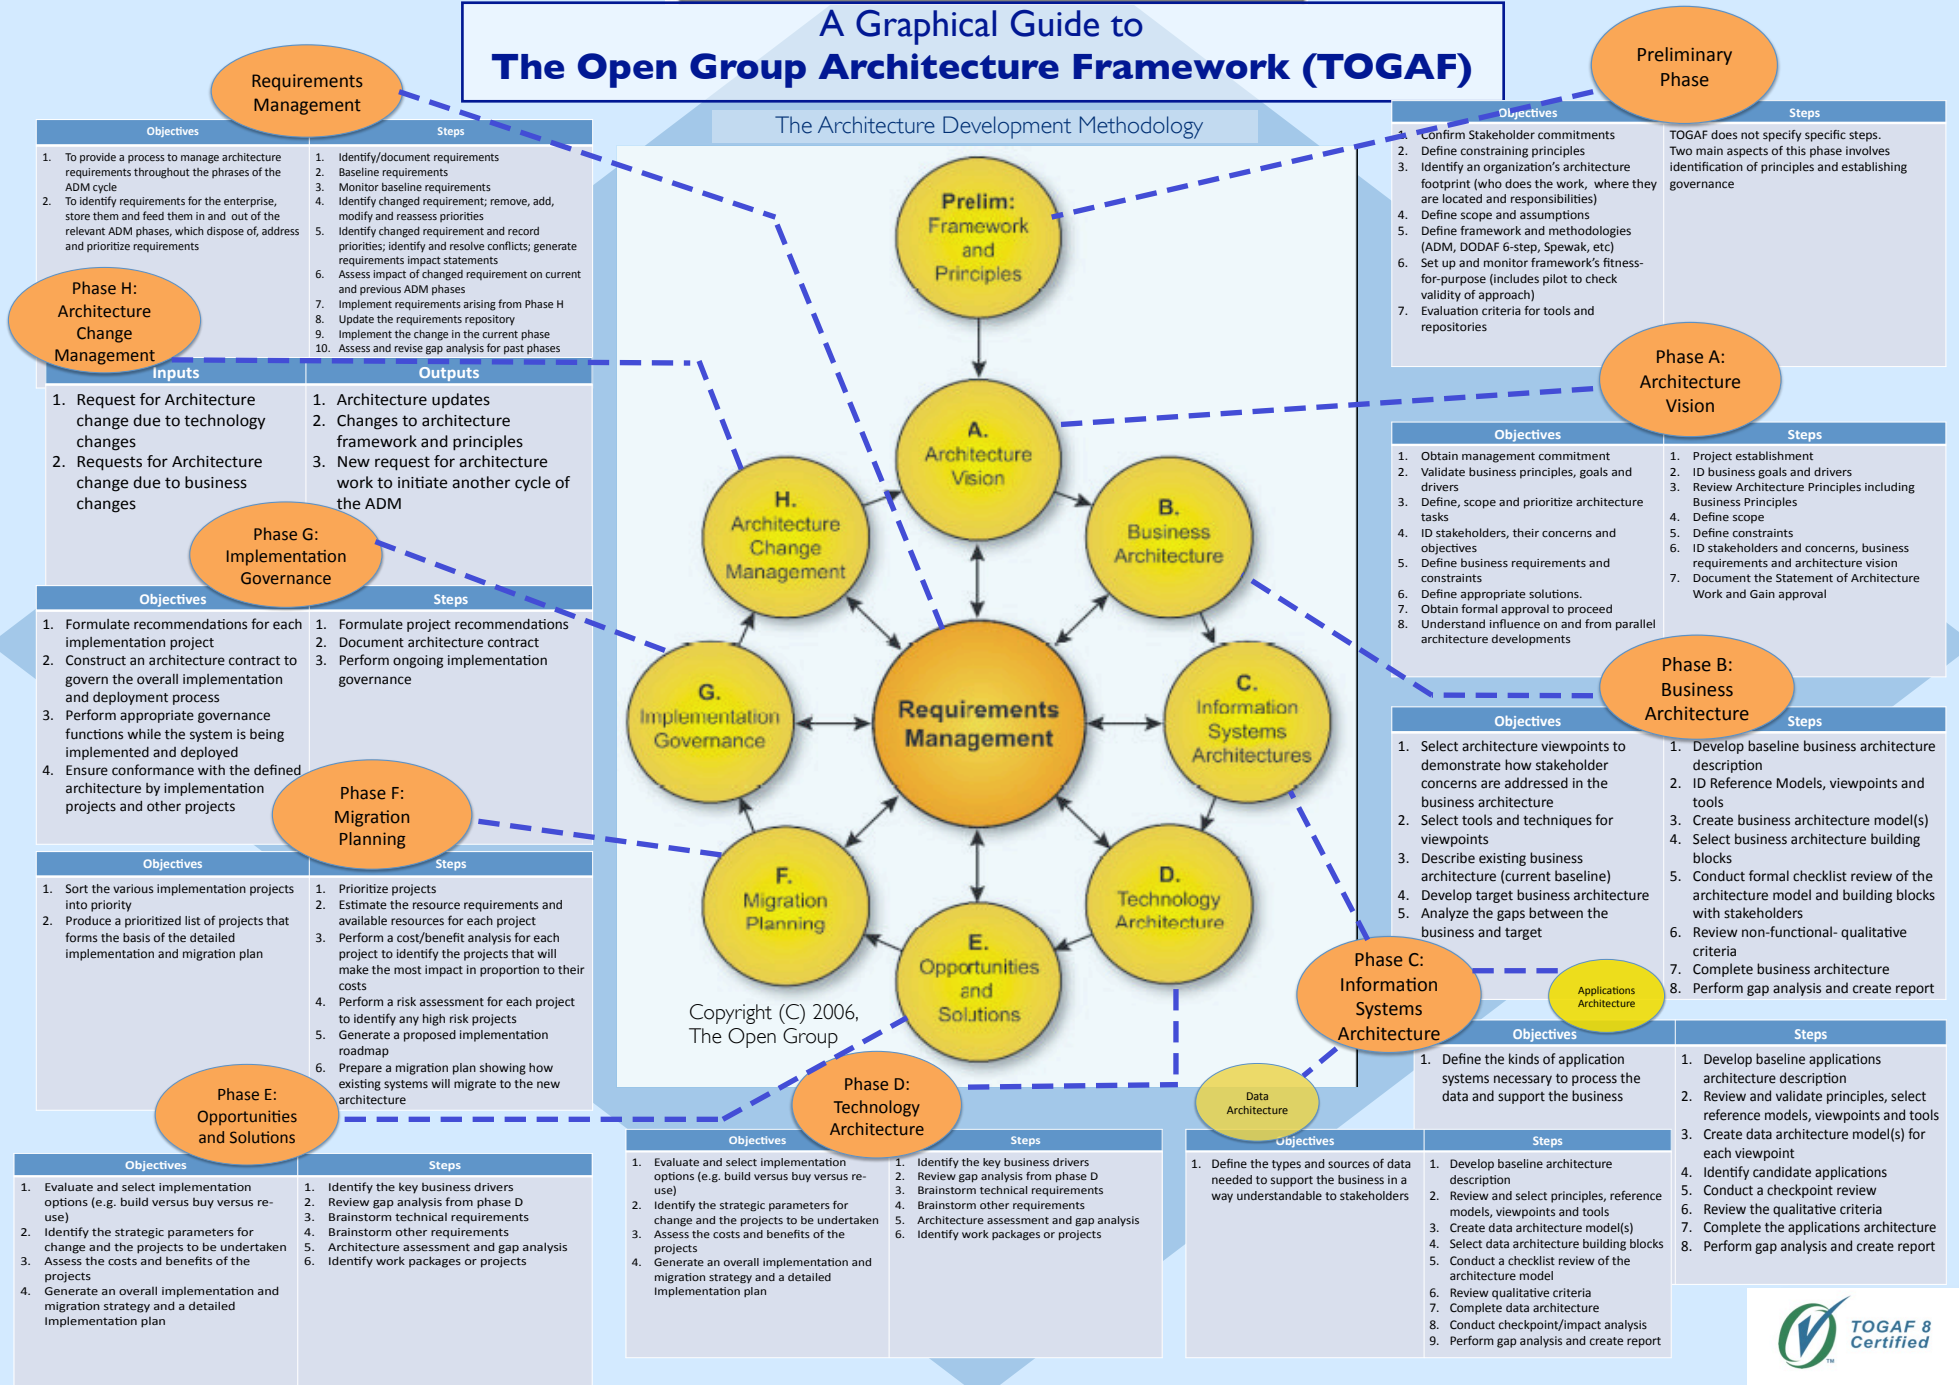 A Graphical Guide to
The Open Group Architecture Framework (TOGAF)
The Architecture Development Methodology
Requirements
Management
Objectives
1. To provide a process to manage architecture
requirements throughout the phrases of the
ADM cycle
2. To identify requirements for the enterprise,
store them and feed them in and out of the
relevant ADM phases, which dispose of, address
and prioritize requirements
Steps
1. Identify/document requirements
2. Baseline requirements
3. Monitor baseline requirements
4. Identify changed requirement; remove, add,
modify and reassess priorities
5. Identify changed requirement and record
priorities; identify and resolve conflicts; generate
requirements impact statements
6. Assess impact of changed requirement on current
and previous ADM phases
7. Implement requirements arising from Phase H
8. Update the requirements repository
9. Implement the change in the current phase
10. Assess and revise gap analysis for past phases
Phase H:
Architecture
Change
Management
Inputs
1. Request for Architecture
change due to technology
changes
2. Requests for Architecture
change due to business
changes
Outputs
1. Architecture updates
2. Changes to architecture
framework and principles
3. New request for architecture
work to initiate another cycle of
the ADM
Phase G:
Implementation
Governance
Objectives
1. Formulate recommendations for each
implementation project
2. Construct an architecture contract to
govern the overall implementation
and deployment process
3. Perform appropriate governance
functions while the system is being
implemented and deployed
4. Ensure conformance with the defined
architecture by implementation
projects and other projects
Steps
1. Formulate project recommendations
2. Document architecture contract
3. Perform ongoing implementation
governance
Phase F:
Migration
Planning
Objectives
1. Sort the various implementation projects
into priority
2. Produce a prioritized list of projects that
forms the basis of the detailed
implementation and migration plan
Steps
1. Prioritize projects
2. Estimate the resource requirements and
available resources for each project
3. Perform a cost/benefit analysis for each
project to identify the projects that will
make the most impact in proportion to their
costs
4. Perform a risk assessment for each project
to identify any high risk projects
5. Generate a proposed implementation
roadmap
6. Prepare a migration plan showing how
existing systems will migrate to the new
architecture
Phase E:
Opportunities
and Solutions
Objectives
1. Evaluate and select implementation
options (e.g. build versus buy versus re-
use)
2. Identify the strategic parameters for
change and the projects to be undertaken
3. Assess the costs and benefits of the
projects
4. Generate an overall implementation and
migration strategy and a detailed
Implementation plan
Steps
1. Identify the key business drivers
2. Review gap analysis from phase D
3. Brainstorm technical requirements
4. Brainstorm other requirements
5. Architecture assessment and gap analysis
6. Identify work packages or projects
Prelim:
Framework
and
Principles
A.
Architecture
Vision
B.
Business
Architecture
C.
Information
Systems
Architectures
D.
Technology
Architecture
E.
Opportunities
and
Solutions
F.
Migration
Planning
G.
Implementation
Governance
H.
Architecture
Change
Management
Requirements
Management
Copyright (C) 2006,
The Open Group
Phase D:
Technology
Architecture
Objectives
1. Evaluate and select implementation
options (e.g. build versus buy versus re-
use)
2. Identify the strategic parameters for
change and the projects to be undertaken
3. Assess the costs and benefits of the
projects
4. Generate an overall implementation and
migration strategy and a detailed
Implementation plan
Steps
1. Identify the key business drivers
2. Review gap analysis from phase D
3. Brainstorm technical requirements
4. Brainstorm other requirements
5. Architecture assessment and gap analysis
6. Identify work packages or projects
Preliminary
Phase
Objectives
1. Confirm Stakeholder commitments
2. Define constraining principles
3. Identify an organization's architecture
footprint (who does the work, where they
are located and responsibilities)
4. Define scope and assumptions
5. Define framework and methodologies
(ADM, DODAF 6-step, Spewak, etc)
6. Set up and monitor framework's fitness-
for-purpose (includes pilot to check
validity of approach)
7. Evaluation criteria for tools and
repositories
Steps
TOGAF does not specify specific steps.
Two main aspects of this phase involves
identification of principles and establishing
governance
Phase A:
Architecture
Vision
Objectives
1. Obtain management commitment
2. Validate business principles, goals and
drivers
3. Define, scope and prioritize architecture
tasks
4. ID stakeholders, their concerns and
objectives
5. Define business requirements and
constraints
6. Define appropriate solutions.
7. Obtain formal approval to proceed
8. Understand influence on and from parallel
architecture developments
Steps
1. Project establishment
2. ID business goals and drivers
3. Review Architecture Principles including
Business Principles
4. Define scope
5. Define constraints
6. ID stakeholders and concerns, business
requirements and architecture vision
7. Document the Statement of Architecture
Work and Gain approval
Phase B:
Business
Architecture
Objectives
1. Select architecture viewpoints to
demonstrate how stakeholder
concerns are addressed in the
business architecture
2. Select tools and techniques for
viewpoints
3. Describe existing business
architecture (current baseline)
4. Develop target business architecture
5. Analyze the gaps between the
business and target
Steps
1. Develop baseline business architecture
description
2. ID Reference Models, viewpoints and
tools
3. Create business architecture model(s)
4. Select business architecture building
blocks
5. Conduct formal checklist review of the
architecture model and building blocks
with stakeholders
6. Review non-functional- qualitative
criteria
7. Complete business architecture
8. Perform gap analysis and create report
Phase C:
Information
Systems
Architecture
Applications
Architecture
Objectives
1. Define the kinds of application
systems necessary to process the
data and support the business
Steps
1. Develop baseline applications
architecture description
2. Review and validate principles, select
reference models, viewpoints and tools
3. Create data architecture model(s) for
each viewpoint
4. Identify candidate applications
5. Conduct a checkpoint review
6. Review the qualitative criteria
7. Complete the applications architecture
8. Perform gap analysis and create report
Data
Architecture
Objectives
1. Define the types and sources of data
needed to support the business in a
way understandable to stakeholders
Steps
1. Develop baseline architecture
description
2. Review and select principles, reference
models, viewpoints and tools
3. Create data architecture model(s)
4. Select data architecture building blocks
5. Conduct a checklist review of the
architecture model
6. Review qualitative criteria
7. Complete data architecture
8. Conduct checkpoint/impact analysis
9. Perform gap analysis and create report
TOGAF 8
Certified
TM